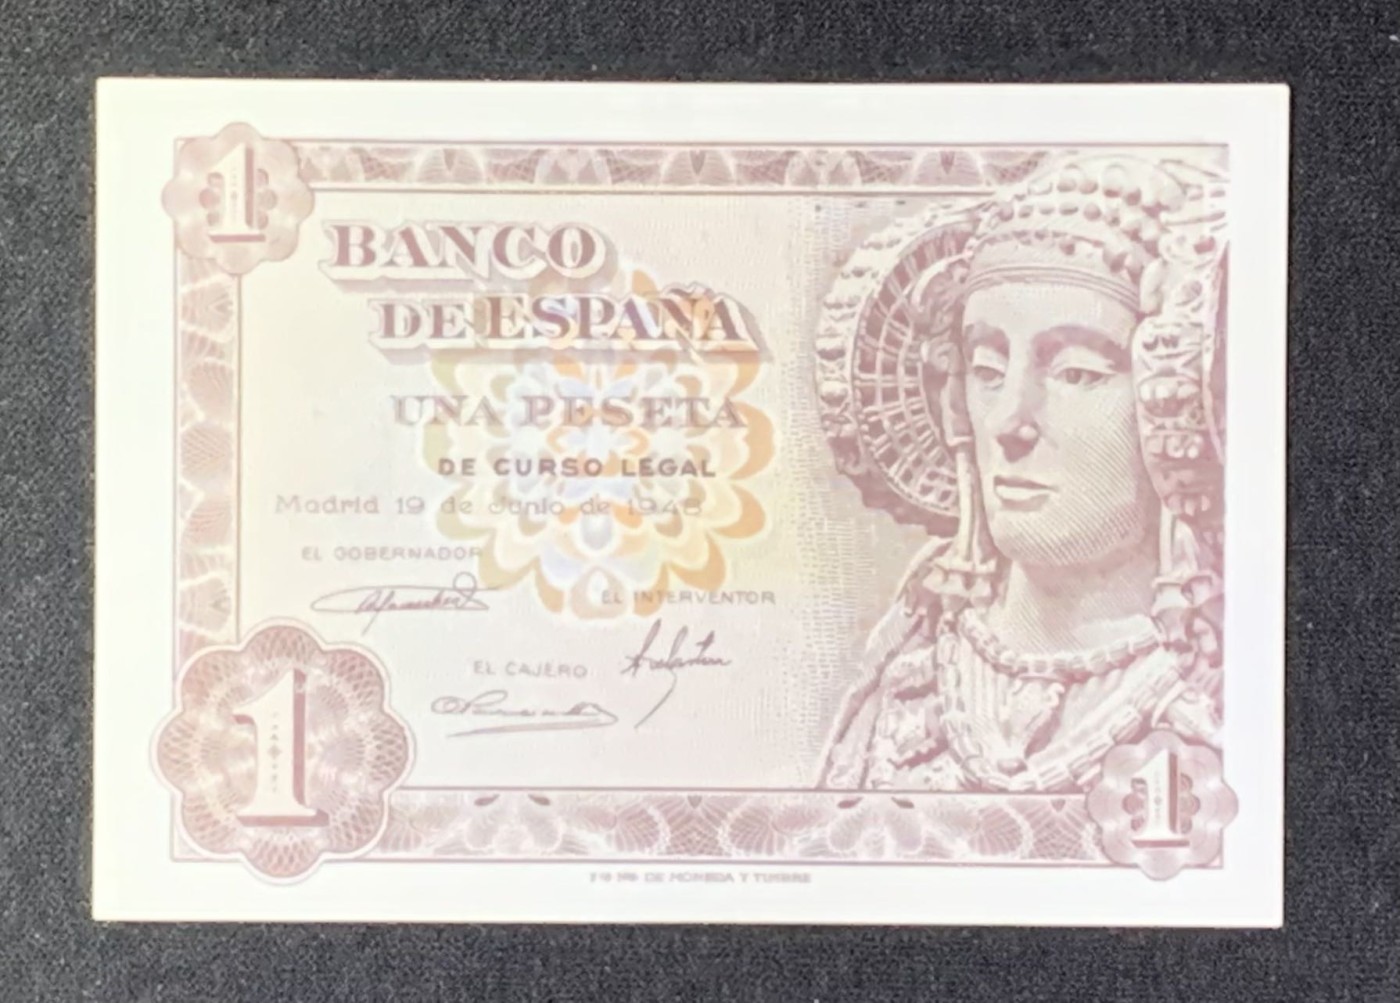 1
BANCO
DE ESPAÑA
UNA PESETA
DE CURSO LEGAL
Madrid 19 de Junio de 1948
EL GOBERNADOR
EL INTERVENTOR
EL CAJERO
1
1
DE MONEDA Y TIMBRE